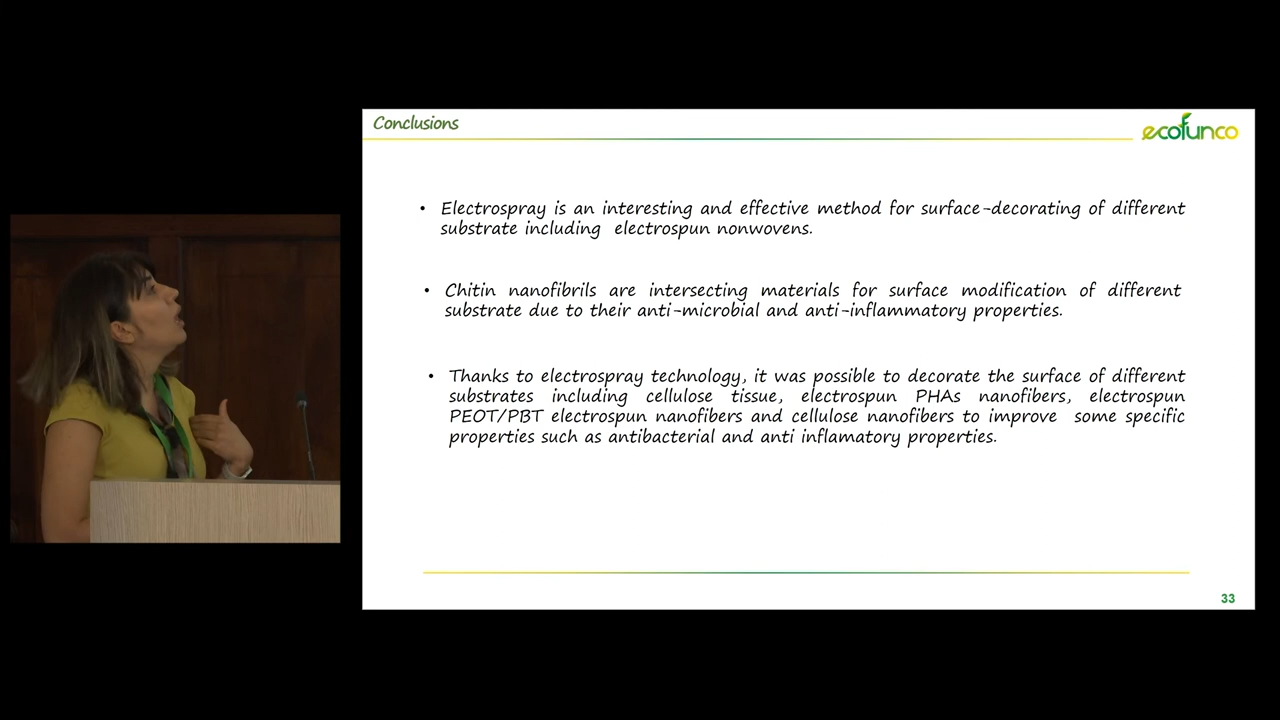 Conclusions
ecofunco
• Electrospray is an interesting and effective method for surface-decorating of different
substrate including electrospun nonwovens.
• Chitin nanofibrils are intersecting materials for surface modification of different
substrate due to their anti-microbial and anti-inflammatory properties.
• Thanks to electrospray technology, it was possible to decorate the surface of different
substrates including cellulose tissue, electrospun PHAs nanofibers, electrospun
PEOT/PBT electrospun nanofibers and cellulose nanofibers to improve some specific
properties such as antibacterial and anti inflamatory properties.
33